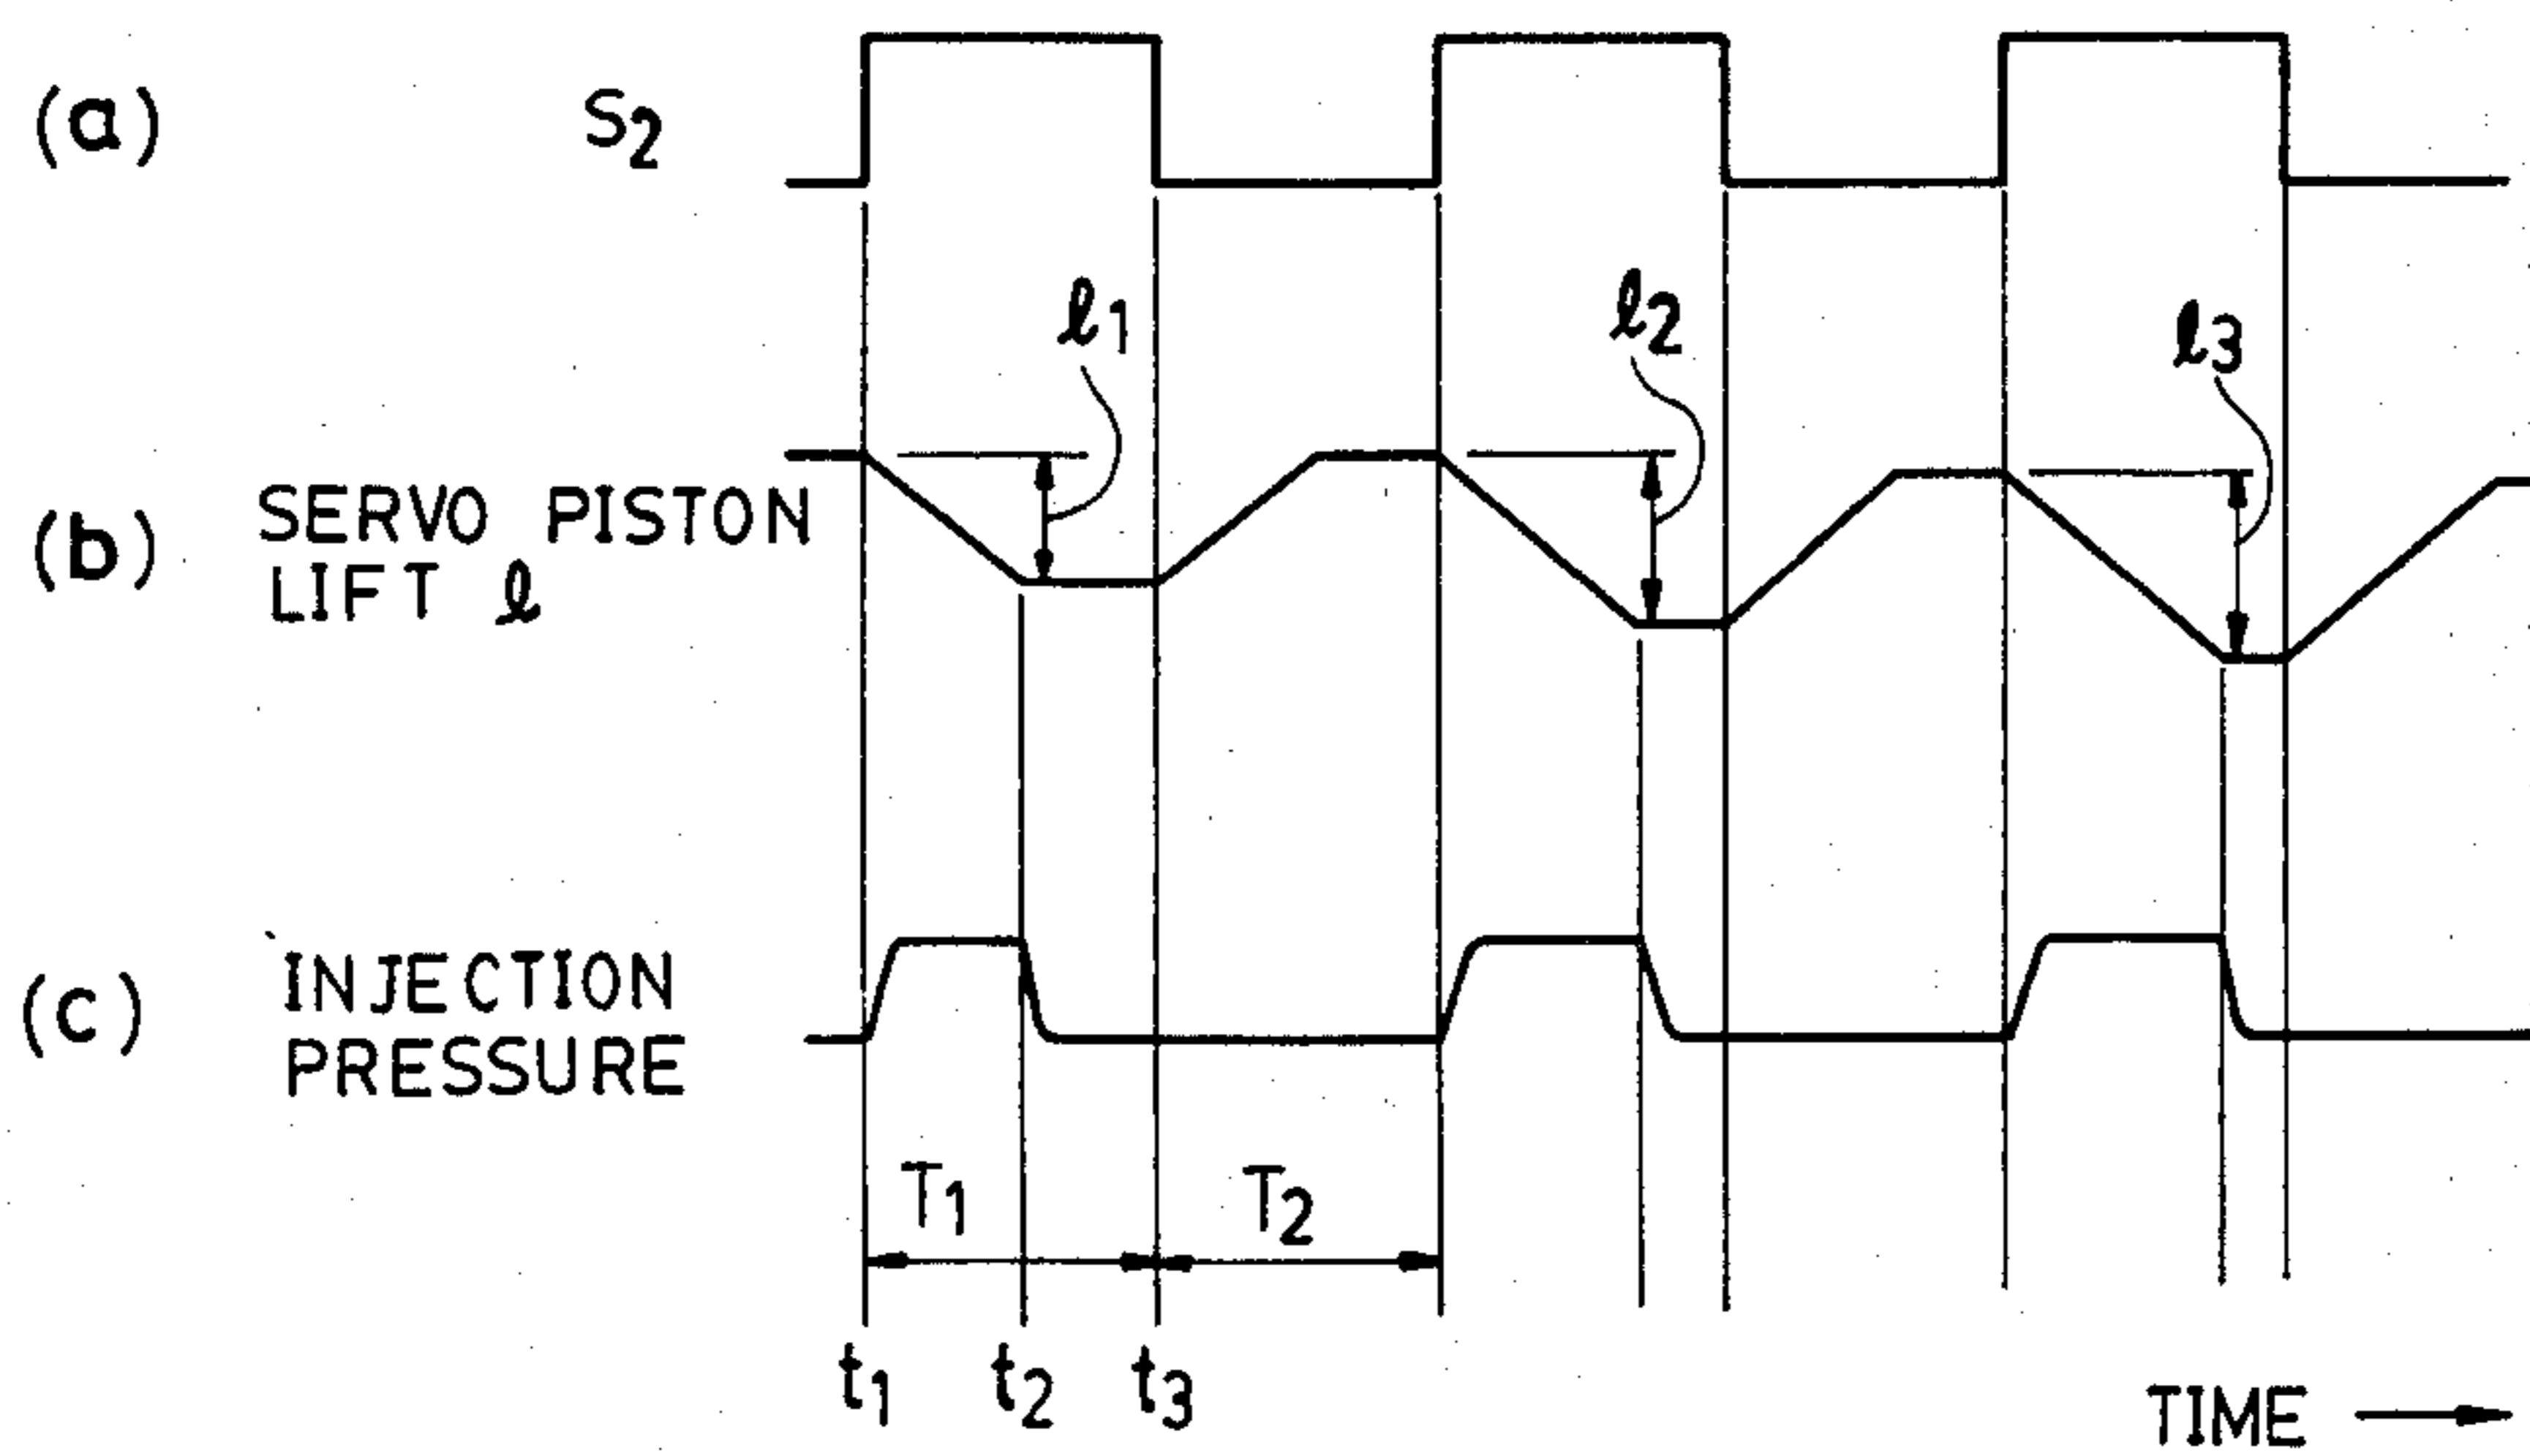 (a) S2
ℓ1
ℓ2
ℓ3
(b) SERVO PISTON
LIFT ℓ
(c) INJECTION
PRESSURE
T1
T2
t1
t2
t3
TIME